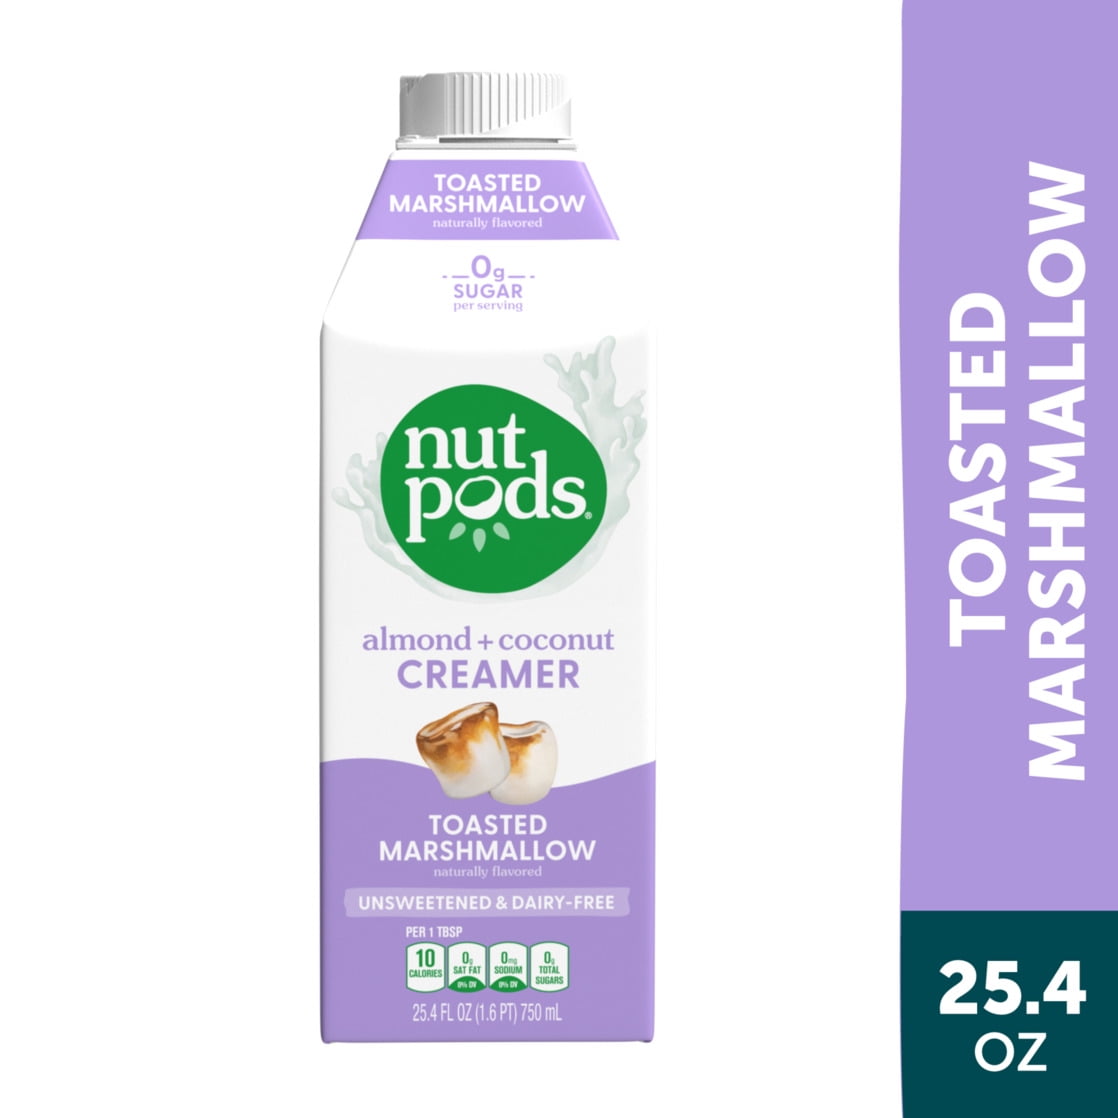 TOASTED
MARSHMALLOW
naturally flavored
0g
SUGAR
per serving
nut
pods®
almond + coconut
CREAMER
TOASTED
MARSHMALLOW
naturally flavored
UNSWEETENED & DAIRY-FREE
PER 1 TBSP
10 CALORIES
0g SAT FAT 0% DV
0mg SODIUM 0% DV
0g TOTAL SUGARS
25.4 FL OZ (1.6 PT) 750 mL
TOASTED
MARSHMALLOW
25.4
OZ